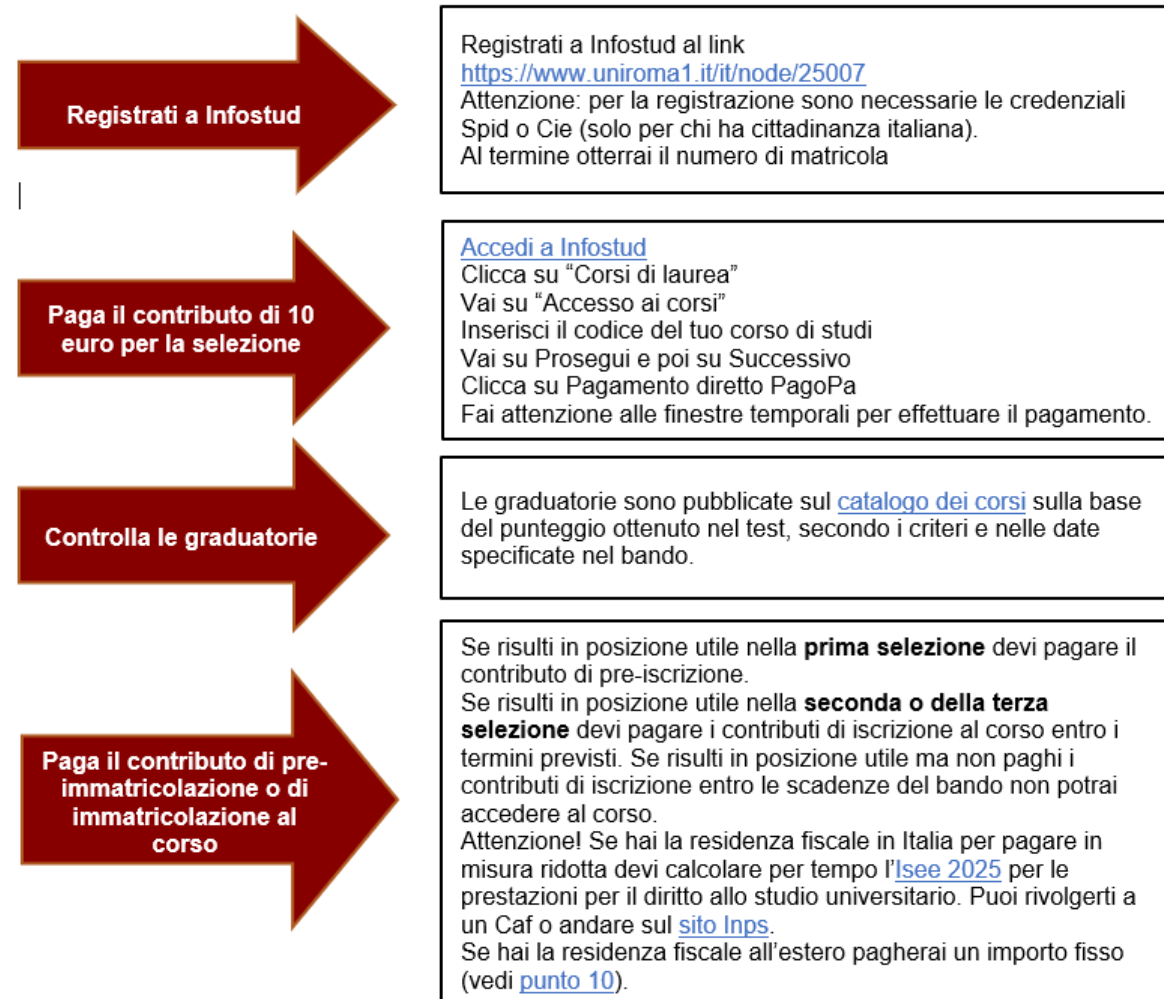 Registrati a Infostud
Registrati a Infostud al link
https://www.uniroma1.it/it/node/25007
Attenzione: per la registrazione sono necessarie le credenziali
Spid o Cie (solo per chi ha cittadinanza italiana).
Al termine otterrai il numero di matricola
Paga il contributo di 10
euro per la selezione
Accedi a Infostud
Clicca su “Corsi di laurea”
Vai su “Accesso ai corsi”
Inserisci il codice del tuo corso di studi
Vai su Prosegui e poi su Successivo
Clicca su Pagamento diretto PagoPa
Fai attenzione alle finestre temporali per effettuare il pagamento.
Controlla le graduatorie
Le graduatorie sono pubblicate sul catalogo dei corsi sulla base
del punteggio ottenuto nel test, secondo i criteri e nelle date
specificate nel bando.
Paga il contributo di pre-
immatricolazione o di
immatricolazione al
corso
Se risulti in posizione utile nella prima selezione devi pagare il
contributo di pre-iscrizione.
Se risulti in posizione utile nella seconda o della terza
selezione devi pagare i contributi di iscrizione al corso entro i
termini previsti. Se risulti in posizione utile ma non paghi i
contributi di iscrizione entro le scadenze del bando non potrai
accedere al corso.
Attenzione! Se hai la residenza fiscale in Italia per pagare in
misura ridotta devi calcolare per tempo l’Isee 2025 per le
prestazioni per il diritto allo studio universitario. Puoi rivolgerti a
un Caf o andare sul sito Inps.
Se hai la residenza fiscale all’estero pagherai un importo fisso
(vedi punto 10).